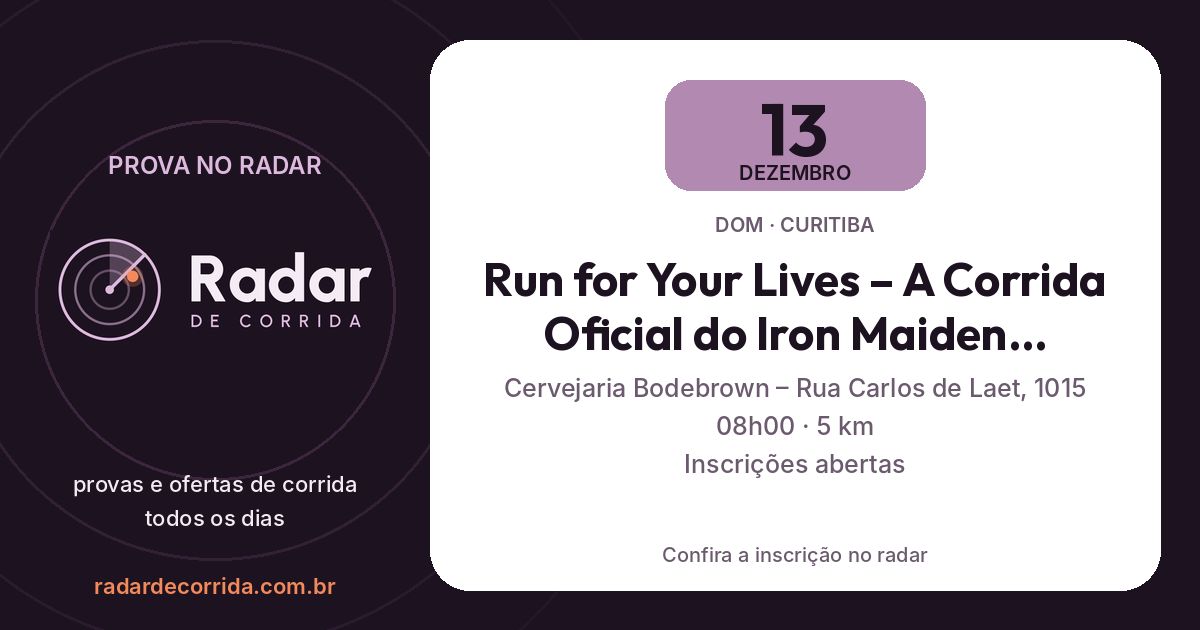 PROVA NO RADAR
Radar
DE CORRIDA
provas e ofertas de corrida
todos os dias
radardecorrida.com.br
13
DEZEMBRO
DOM · CURITIBA
Run for Your Lives – A Corrida
Oficial do Iron Maiden...
Cervejaria Bodebrown – Rua Carlos de Laet, 1015
08h00 · 5 km
Inscrições abertas
Confira a inscrição no radar